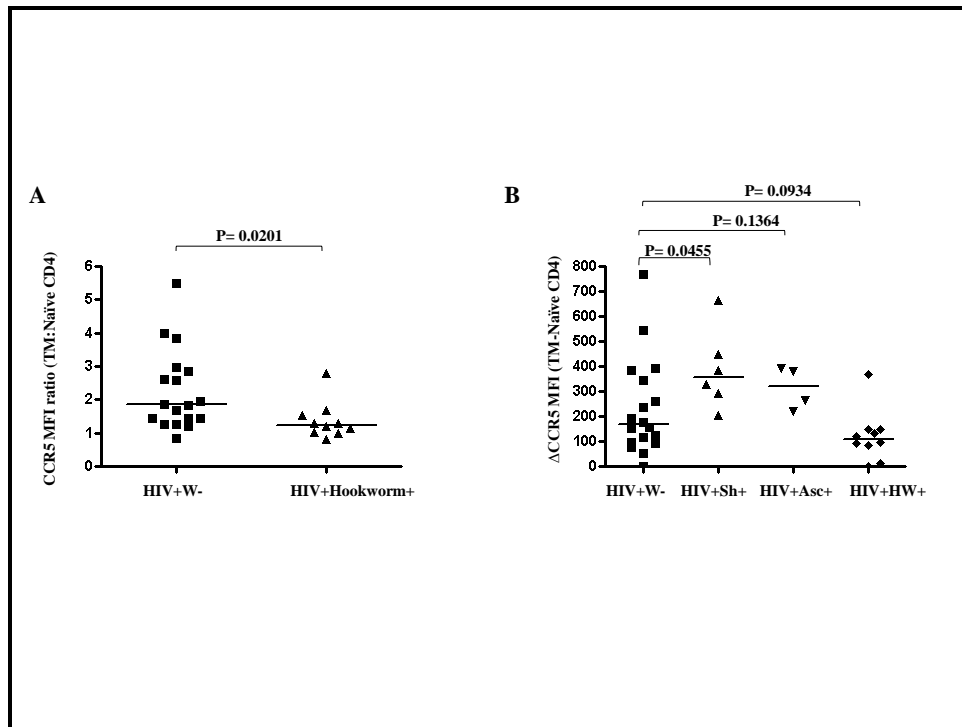 A
P= 0.0201
CCR5 MFI ratio (TM:Naïve CD4)
6
5
4
3
2
1
0
HIV+W-
HIV+Hookworm+
B
P= 0.0934
P= 0.1364
P= 0.0455
ΔCCR5 MFI (TM-Naïve CD4)
800
700
600
500
400
300
200
100
0
HIV+W-
HIV+Sh+
HIV+Asc+
HIV+HW+